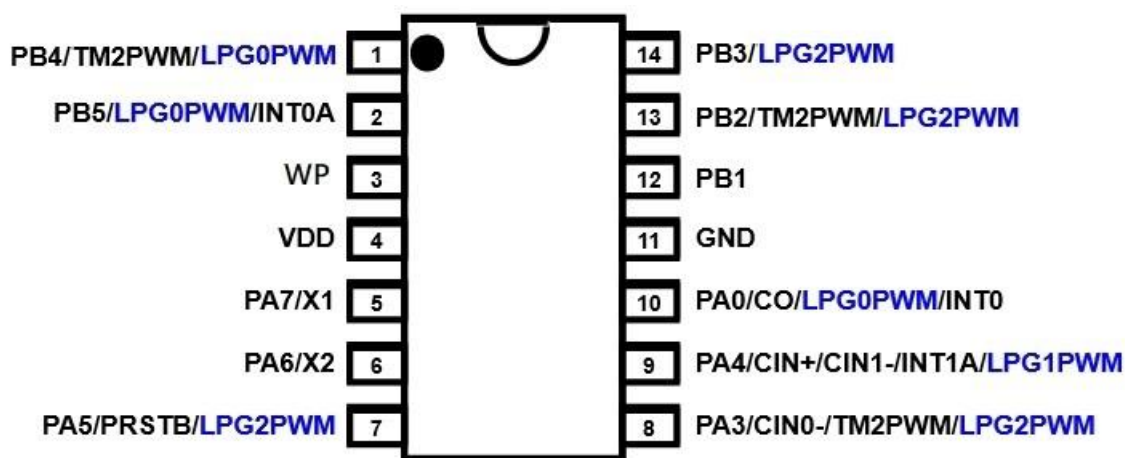 PB4/TM2PWM/LPG0PWM 1 14 PB3/LPG2PWM
PB5/LPG0PWM/INT0A 2 13 PB2/TM2PWM/LPG2PWM
WP 3 12 PB1
VDD 4 11 GND
PA7/X1 5 10 PA0/CO/LPG0PWM/INT0
PA6/X2 6 9 PA4/CIN+/CIN1-/INT1A/LPG1PWM
PA5/PRSTB/LPG2PWM 7 8 PA3/CIN0-/TM2PWM/LPG2PWM